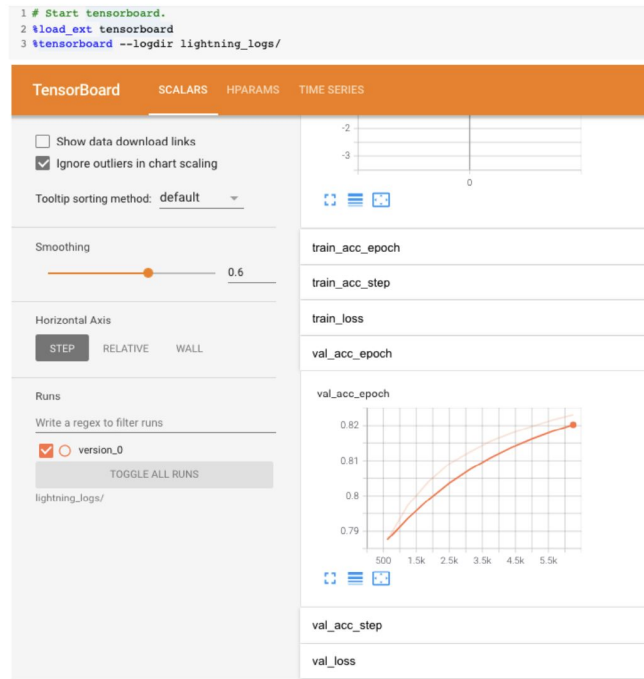 1 # Start tensorboard.
2 %load_ext tensorboard
3 %tensorboard --logdir lightning_logs/
TensorBoard SCALARS HPARAMS TIME SERIES
Show data download links
Ignore outliers in chart scaling
Tooltip sorting method: default
Smoothing
0.6
Horizontal Axis
STEP RELATIVE WALL
Runs
Write a regex to filter runs
version_0
TOGGLE ALL RUNS
lightning_logs/
-2
-3
0
train_acc_epoch
train_acc_step
train_loss
val_acc_epoch
val_acc_epoch
0.82
0.81
0.8
0.79
500 1.5k 2.5k 3.5k 4.5k 5.5k
val_acc_step
val_loss